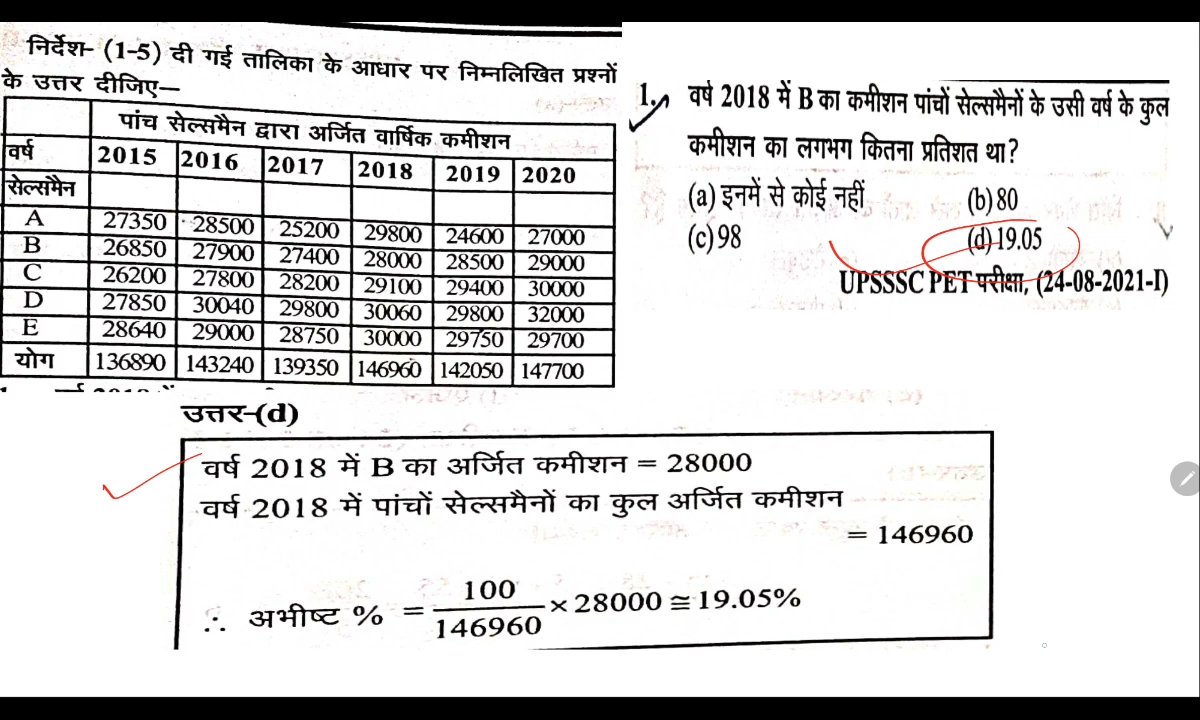 निर्देश- (1-5) दी गई तालिका के आधार पर निम्नलिखित प्रश्नों
के उत्तर दीजिए—
पांच सेल्समैन द्वारा अर्जित वार्षिक कमीशन
वर्ष 2015 2016 2017 2018 2019 2020
सेल्समैन
A 27350 28500 25200 29800 24600 27000
B 26850 27900 27400 28000 28500 29000
C 26200 27800 28200 29100 29400 30000
D 27850 30040 29800 30060 29800 32000
E 28640 29000 28750 30000 29750 29700
योग 136890 143240 139350 146960 142050 147700
1. वर्ष 2018 में B का कमीशन पांचों सेल्समैनों के उसी वर्ष के कुल
कमीशन का लगभग कितना प्रतिशत था?
(a) इनमें से कोई नहीं (b) 80
(c) 98 (d) 19.05
UPSSSC PET परीक्षा, (24-08-2021-I)
उत्तर-(d)
वर्ष 2018 में B का अर्जित कमीशन = 28000
वर्ष 2018 में पांचों सेल्समैनों का कुल अर्जित कमीशन
= 146960
∴ अभीष्ट % = 100/146960 × 28000 ≅ 19.05%